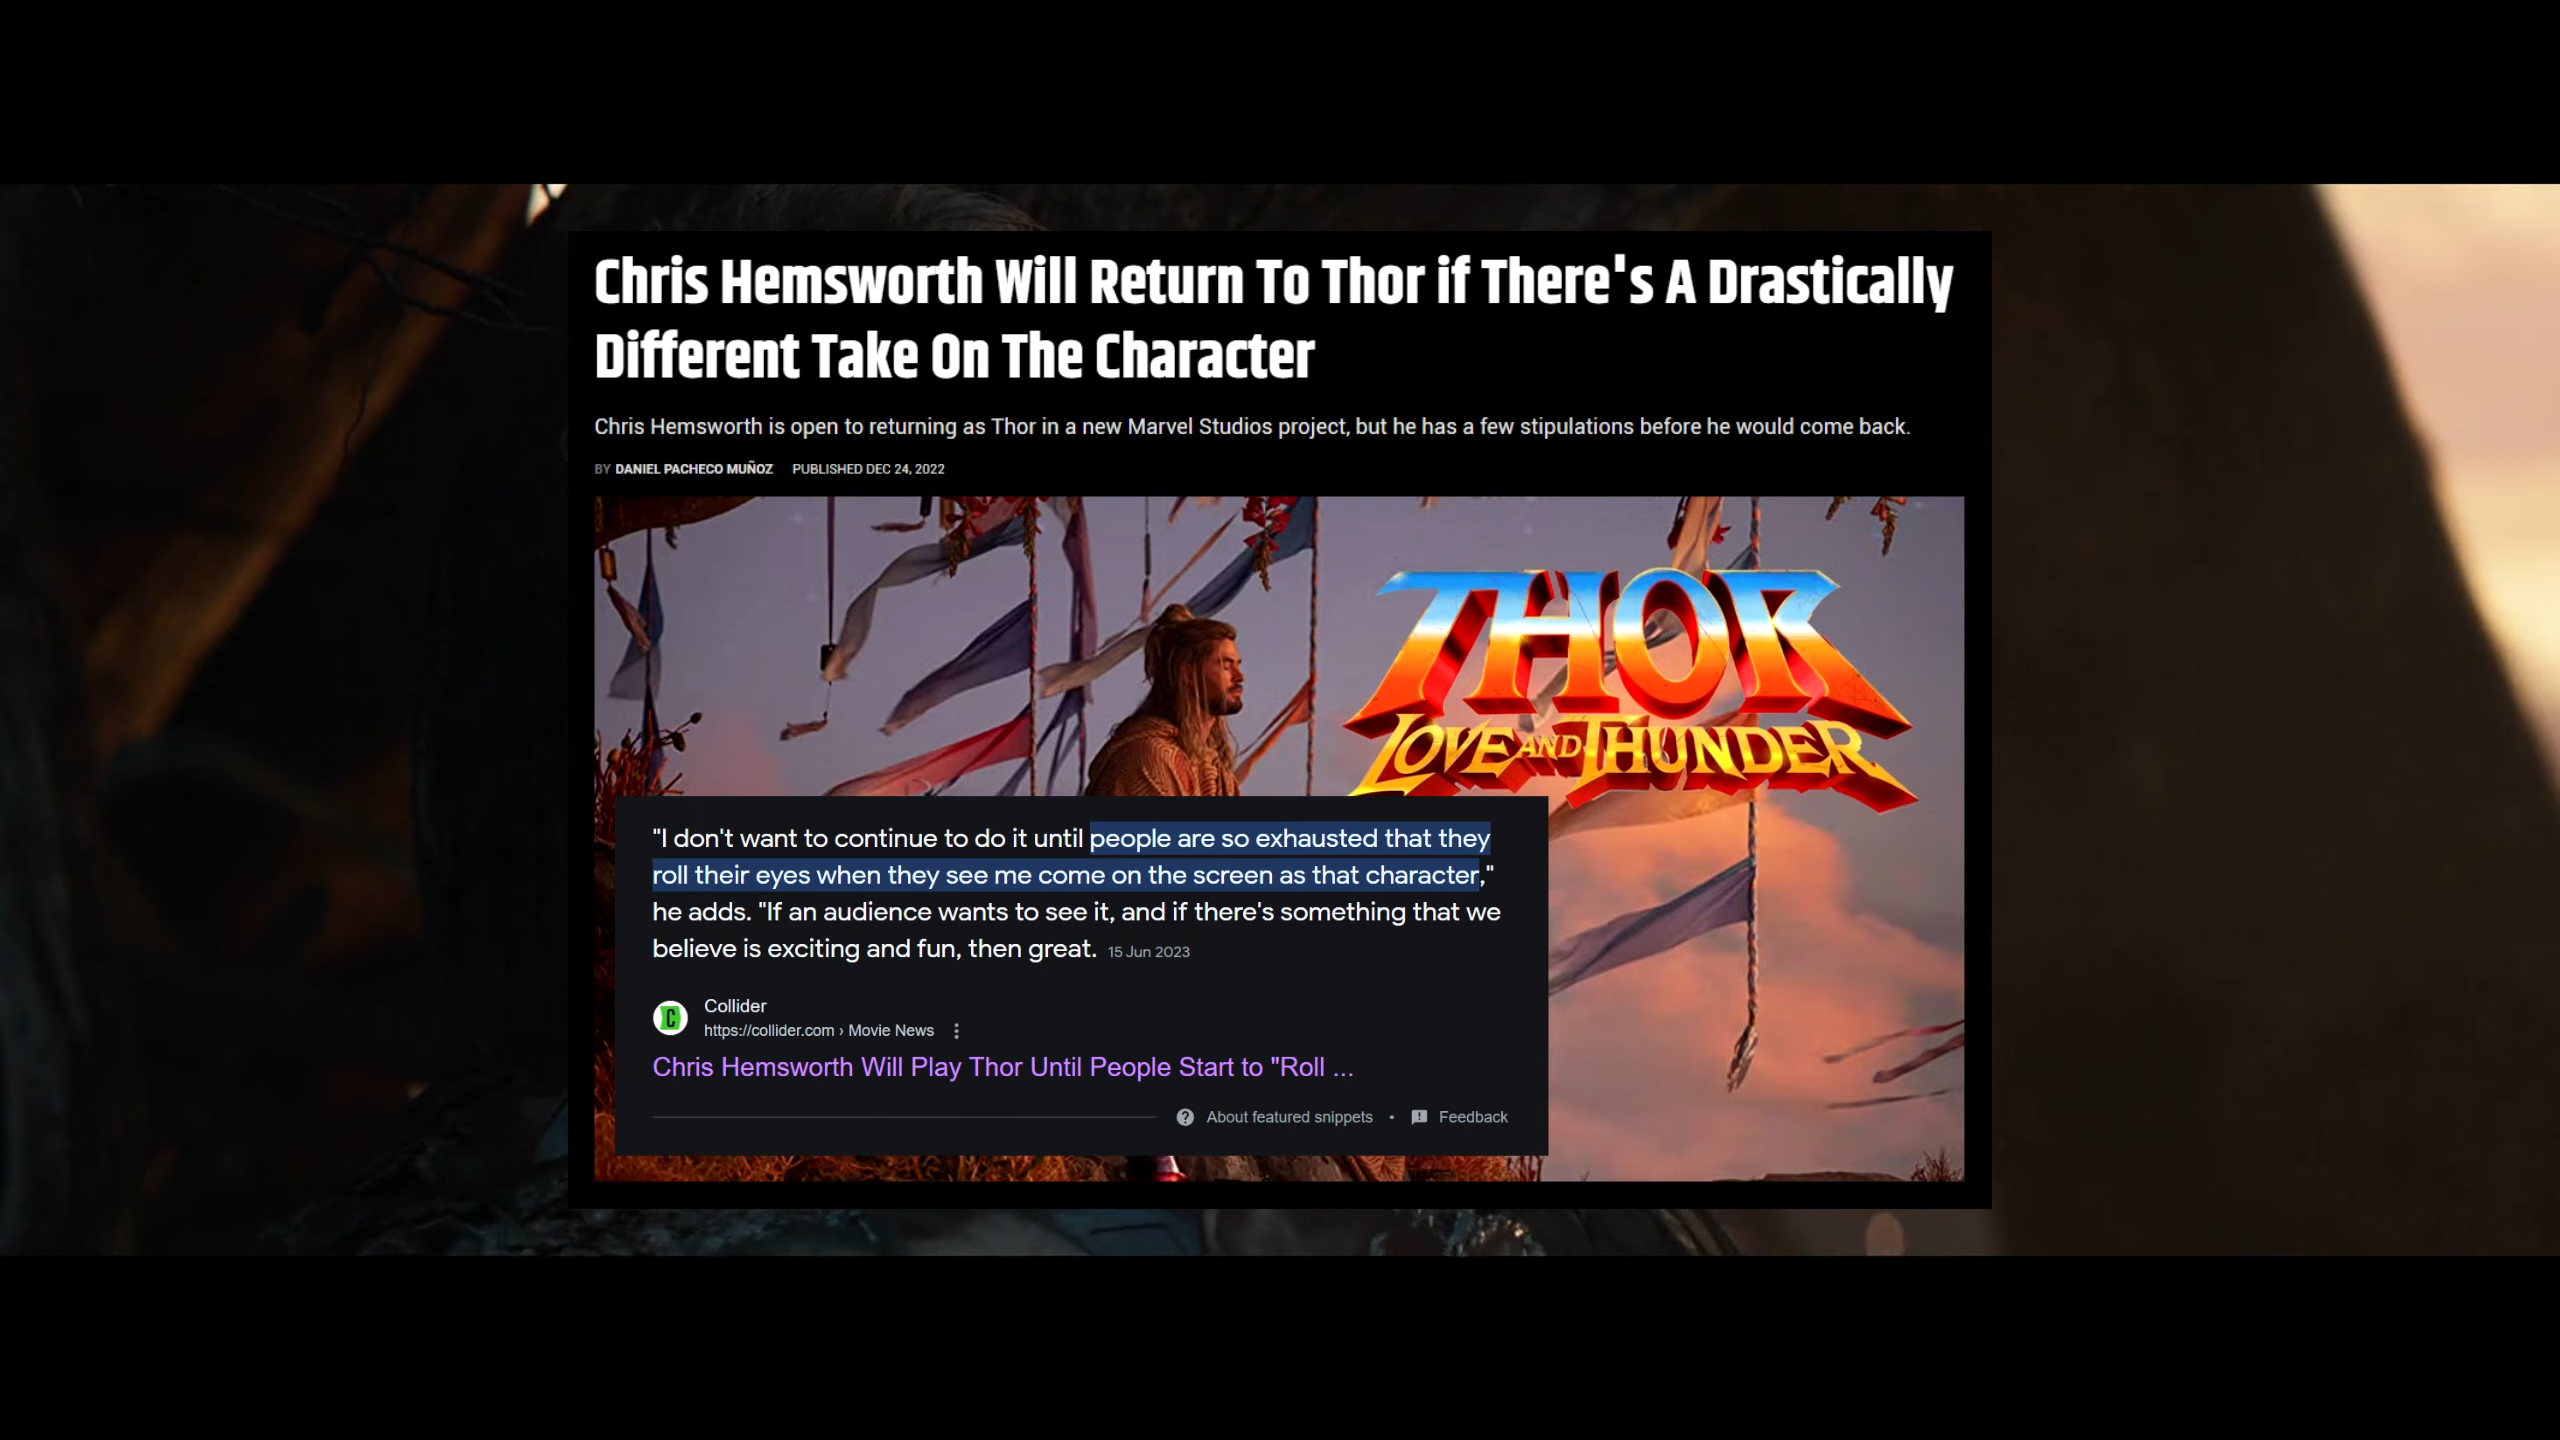 Chris Hemsworth Will Return To Thor if There's A Drastically
Different Take On The Character
Chris Hemsworth is open to returning as Thor in a new Marvel Studios project, but he has a few stipulations before he would come back.
BY DANIEL PACHECO MUÑOZ PUBLISHED DEC 24, 2022
THOR
LOVE AND THUNDER
"I don't want to continue to do it until people are so exhausted that they
roll their eyes when they see me come on the screen as that character,"
he adds. "If an audience wants to see it, and if there's something that we
believe is exciting and fun, then great. 15 Jun 2023
Collider
https://collider.com › Movie News
Chris Hemsworth Will Play Thor Until People Start to "Roll ...
About featured snippets • Feedback